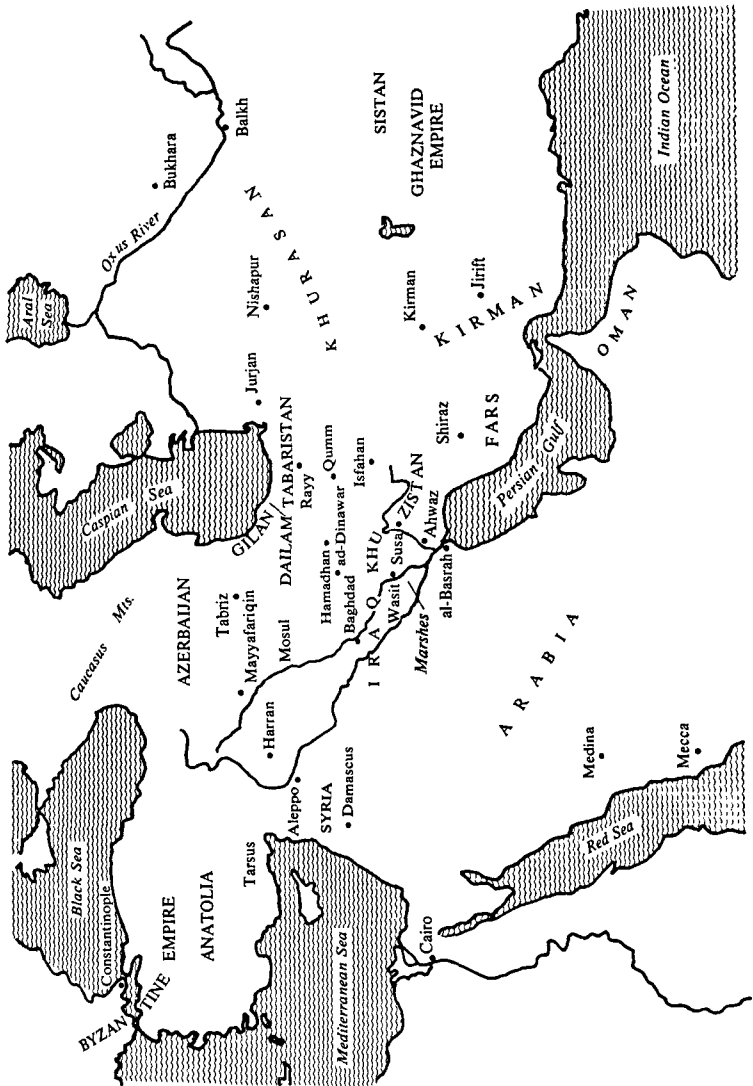 Black Sea
Constantinople
BYZANTINE
EMPIRE
ANATOLIA
Tarsus
Mediterranean Sea
Cairo
Caucasus Mts.
AZERBAIJAN
Tabriz
Mayyafariqin
Mosul
Harran
Aleppo
SYRIA
Damascus
Caspian Sea
GILAN
DAILAM
TABARISTAN
Rayy
Qumm
Hamadhan
ad-Dinawar
Baghdad
Isfahan
IRAQ
KHUZISTAN
Susa
Wasit
Ahwaz
Marshes
al-Basrah
Aral Sea
Oxus River
Bukhara
Balkh
Jurjan
Nishapur
KHURASAN
SISTAN
GHAZNAVID
EMPIRE
Kirman
Jirift
KIRMAN
Shiraz
FARS
Persian Gulf
OMAN
Indian Ocean
ARABIA
Medina
Mecca
Red Sea